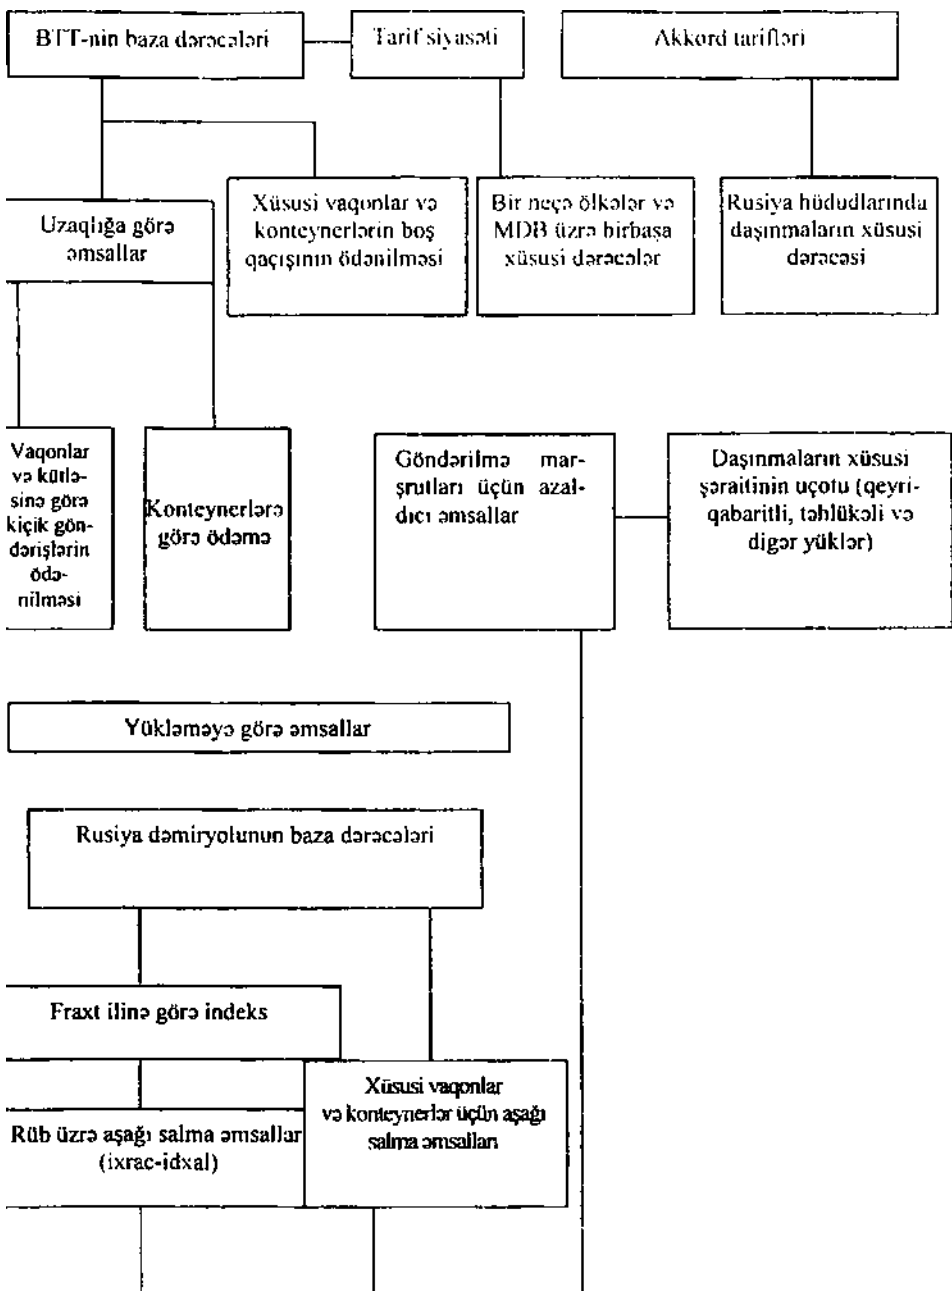 BTT-nin baza dərəcələri
Tarif siyasəti
Akkord tarifləri
Uzaqlığa görə
əmsallar
Xüsusi vaqonlar və
konteynerlərin boş
qaçışının ödənilməsi
Bir neçə ölkələr və
MDB üzrə birbaşa
xüsusi dərəcələr
Rusiya hüdudlarında
daşınmaların xüsusi
dərəcəsi
Vaqonlar
və kütlə-
sinə görə
kiçik gön-
dərişlərin
ödə-
nilməsi
Konteynerlərə
görə ödəmə
Göndərilmə mar-
şrutları üçün azal-
dıcı əmsallar
Daşınmaların xüsusi
şəraitinin uçotu (qeyri-
qabaritli, təhlükəli və
digər yüklər)
Yükləməyə görə əmsallar
Rusiya dəmiryolunun baza dərəcələri
Fraxt ilinə görə indeks
Xüsusi vaqonlar
və konteynerlər üçün aşağı
salma əmsalları
Rüb üzrə aşağı salma əmsallar
(ixrac-idxal)